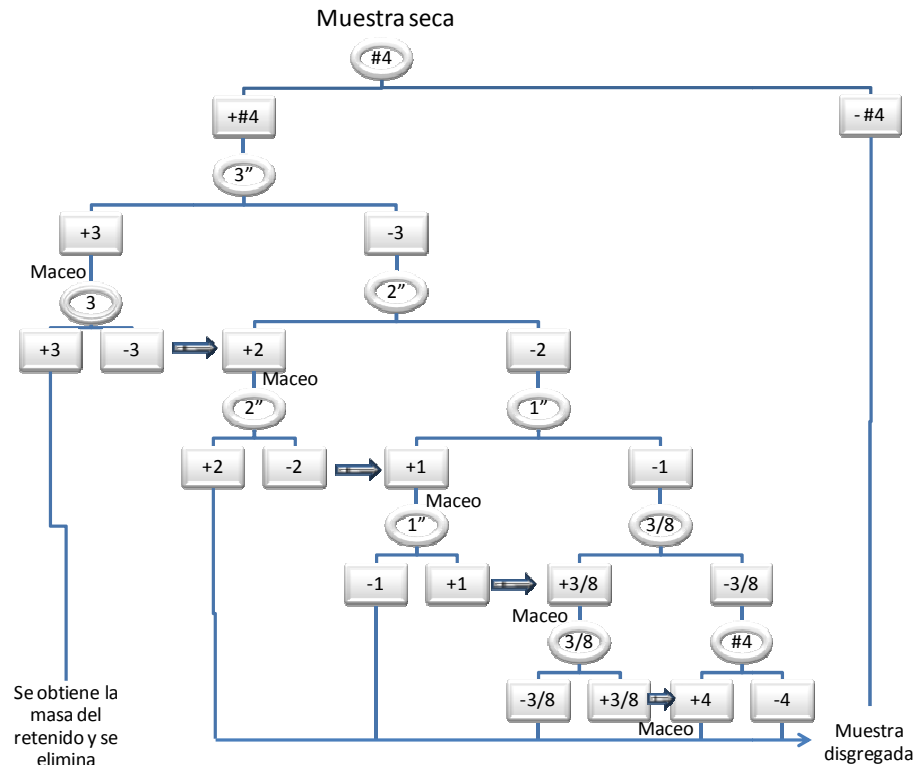 Muestra seca
#4
+#4
- #4
3”
+3
-3
Maceo
3
2”
+3
-3
+2
-2
Maceo
2”
1”
+2
-2
+1
-1
Maceo
1”
3/8
-1
+1
+3/8
-3/8
Maceo
3/8
#4
-3/8
+3/8
+4
-4
Maceo
Se obtiene la
masa del
retenido y se
elimina
Muestra
disgregada